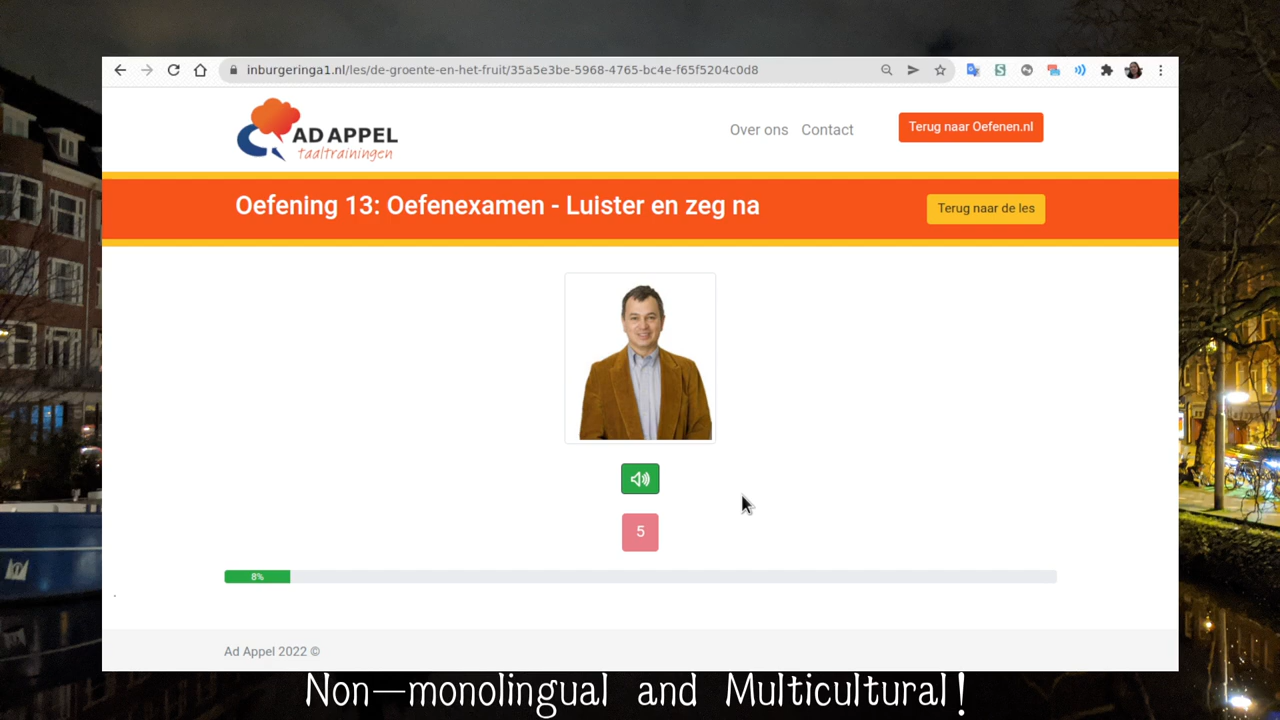 inburgeringa1.nl/les/de-groente-en-het-fruit/35a5e3be-5968-4765-bc4e-f65f5204c0d8
AD APPEL
taaltrainingen
Over ons
Contact
Terug naar Oefenen.nl
Oefening 13: Oefenexamen - Luister en zeg na
Terug naar de les
5
8%
Ad Appel 2022 ©
Non-monolingual and Multicultural!